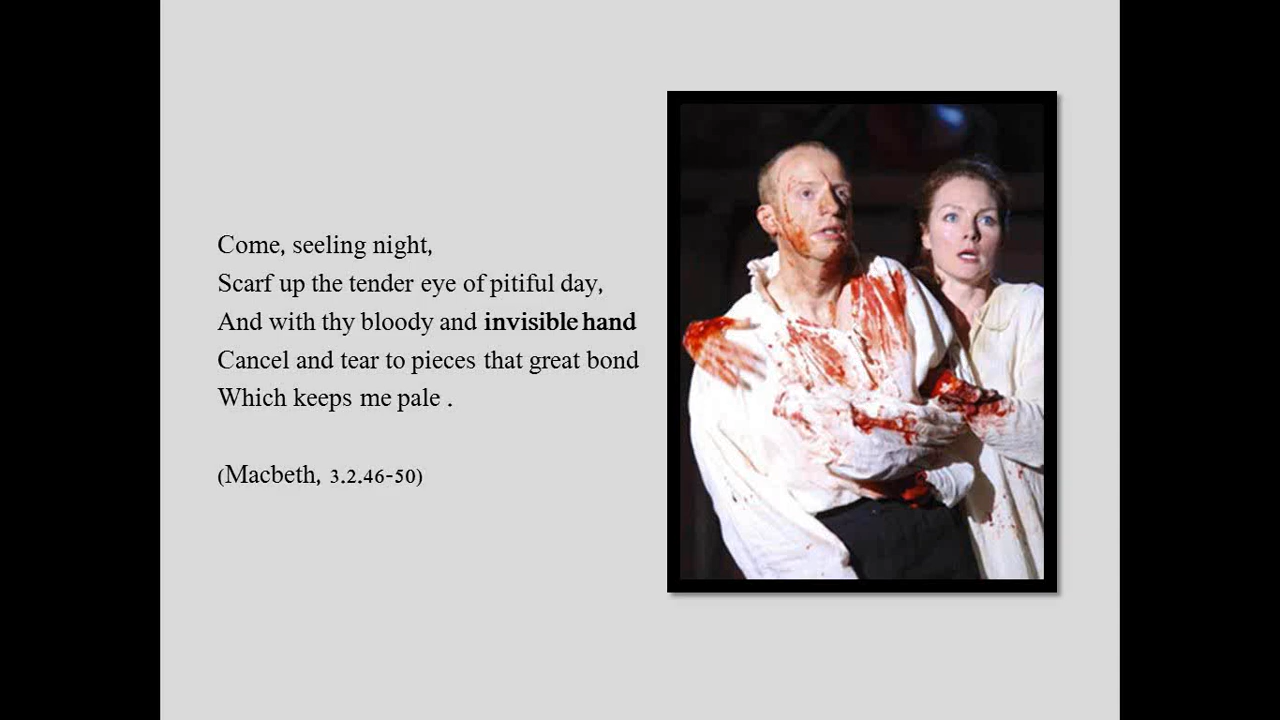 Come, seeling night,
Scarf up the tender eye of pitiful day,
And with thy bloody and invisible hand
Cancel and tear to pieces that great bond
Which keeps me pale .
(Macbeth, 3.2.46-50)